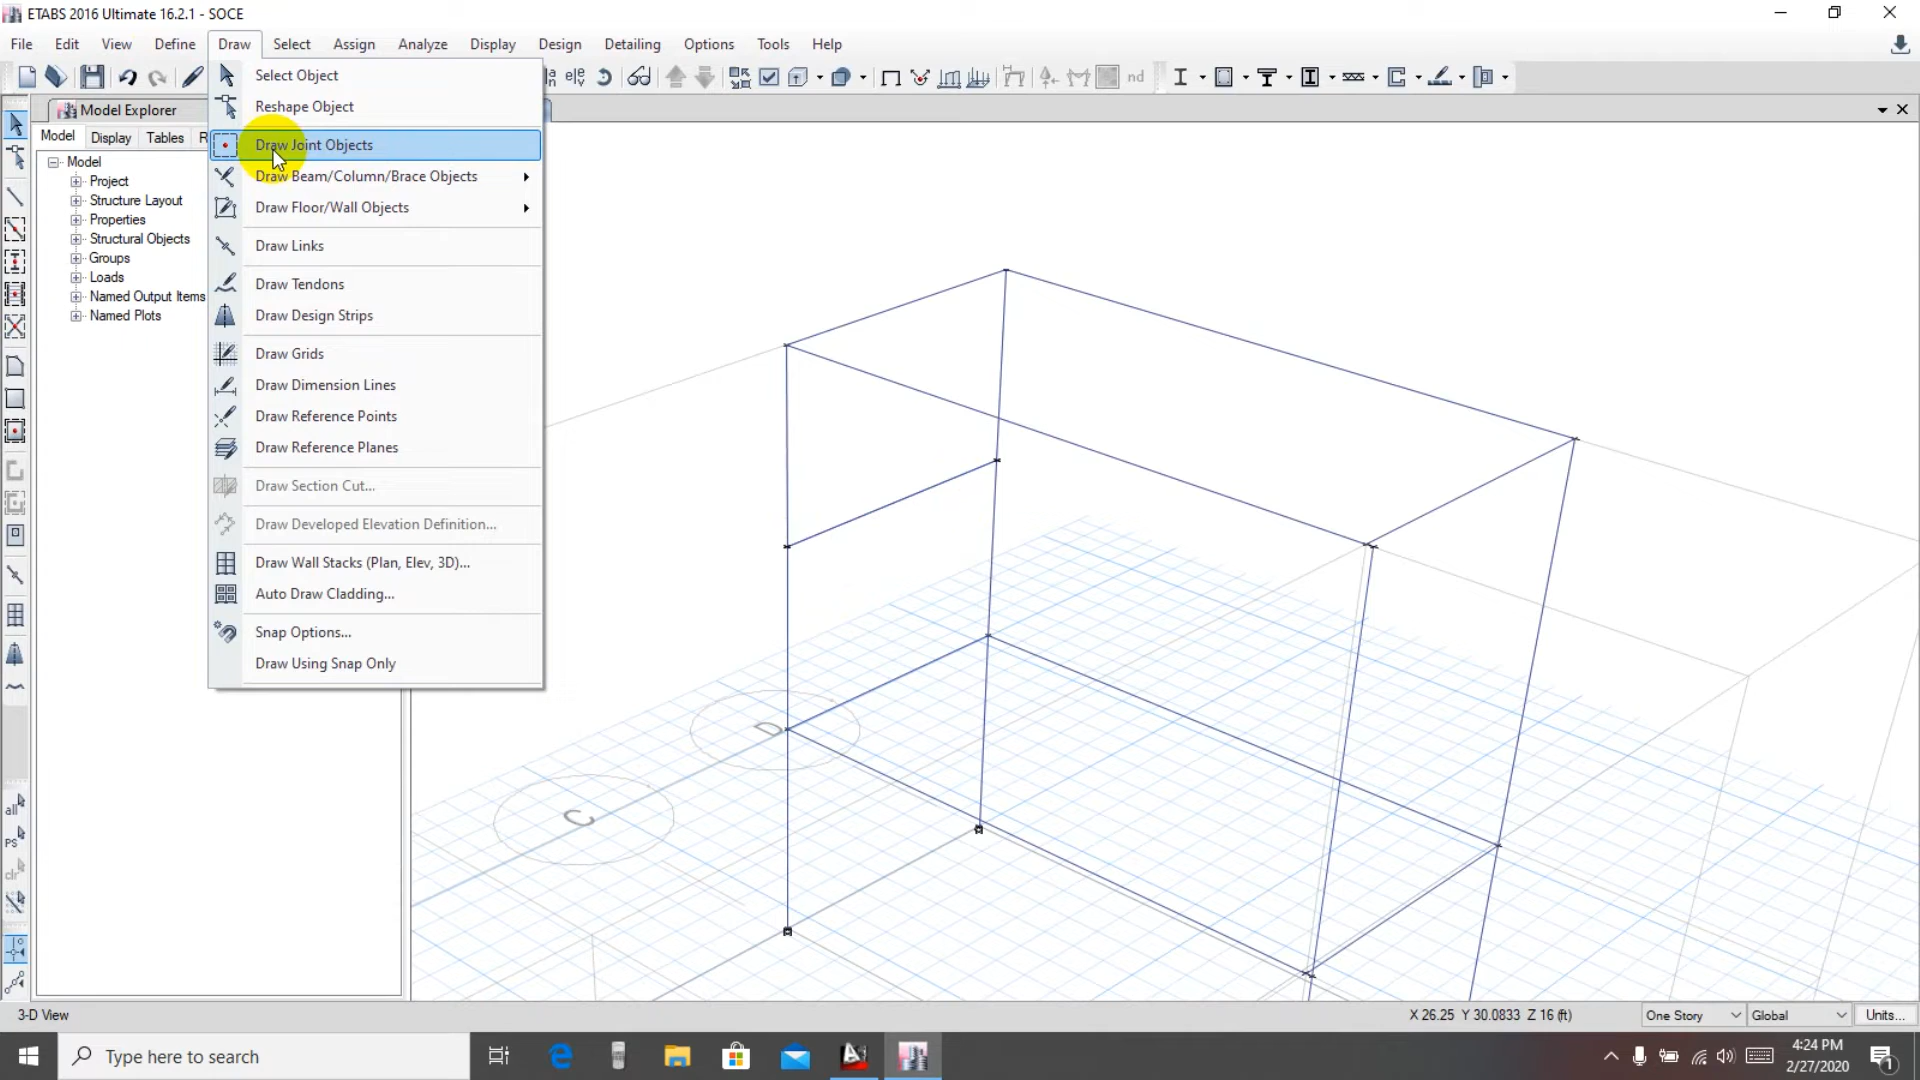 ETABS 2016 Ultimate 16.2.1 - SOCE
File Edit View Define Draw Select Assign Analyze Display Design Detailing Options Tools Help
nd
Model Explorer
Model Display Tables R
Model
Project
Structure Layout
Properties
Structural Objects
Groups
Loads
Named Output Items
Named Plots
Select Object
Reshape Object
Draw Joint Objects
Draw Beam/Column/Brace Objects
Draw Floor/Wall Objects
Draw Links
Draw Tendons
Draw Design Strips
Draw Grids
Draw Dimension Lines
Draw Reference Points
Draw Reference Planes
Draw Section Cut...
Draw Developed Elevation Definition...
Draw Wall Stacks (Plan, Elev, 3D)...
Auto Draw Cladding...
Snap Options...
Draw Using Snap Only
all
PS
clr
D
C
3-D View
X 26.25 Y 30.0833 Z 16 (ft)
One Story
Global
Units...
Type here to search
4:24 PM
2/27/2020
1